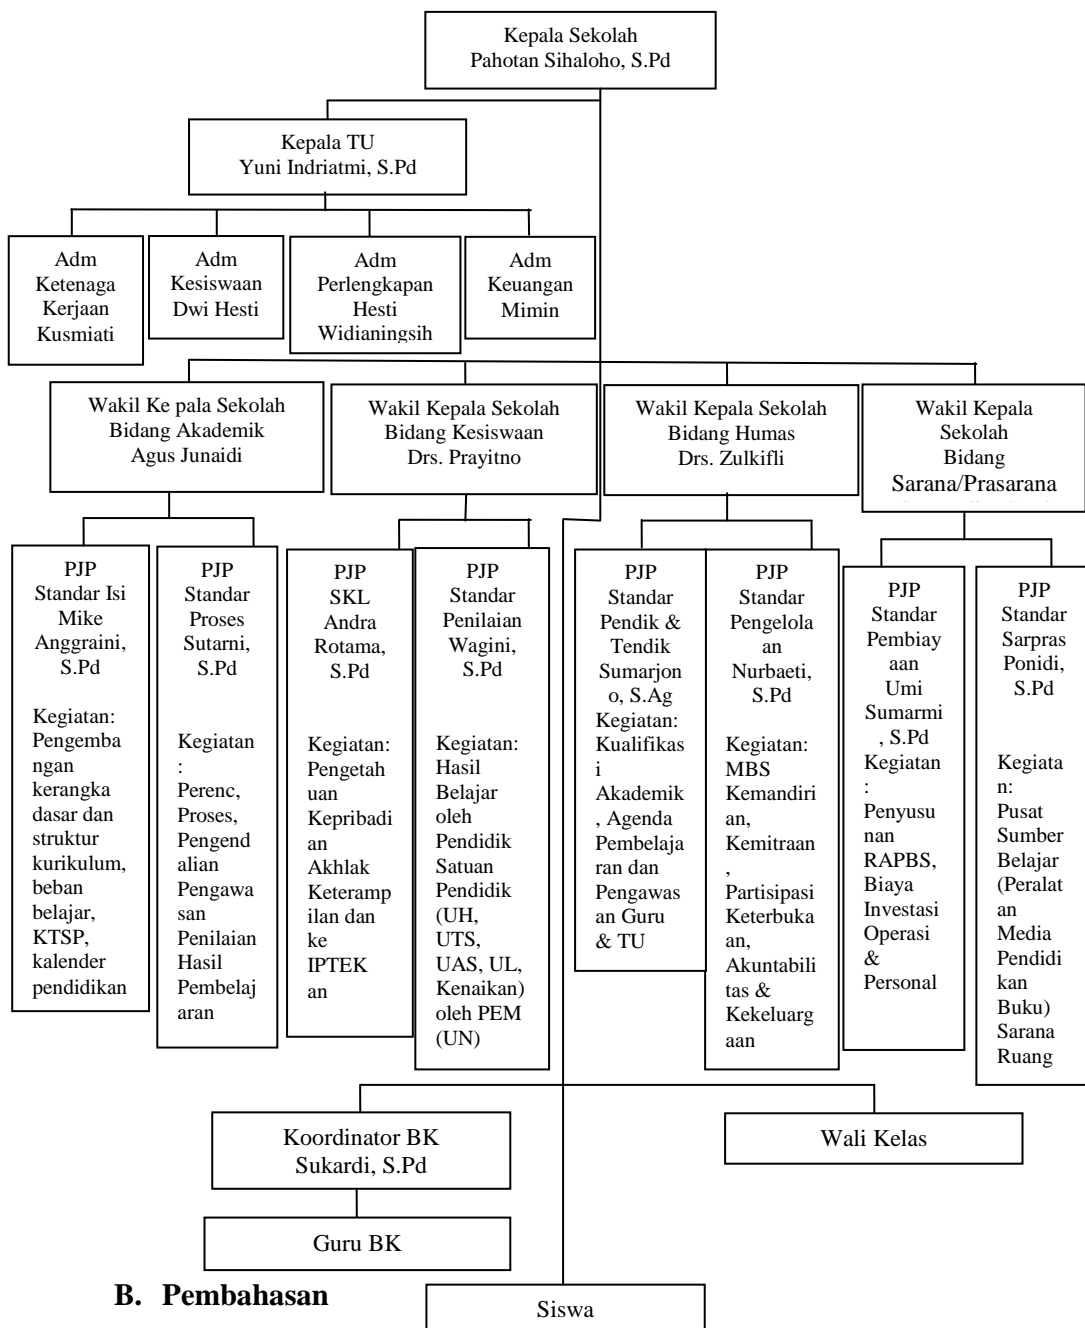 Kepala Sekolah
Pahotan Sihaloho, S.Pd
Kepala TU
Yuni Indriatmi, S.Pd
Adm
Ketenaga
Kerjaan
Kusmiati
Adm
Kesiswaan
Dwi Hesti
Adm
Perlengkapan
Hesti
Widianingsih
Adm
Keuangan
Mimin
Wakil Ke pala Sekolah
Bidang Akademik
Agus Junaidi
Wakil Kepala Sekolah
Bidang Kesiswaan
Drs. Prayitno
Wakil Kepala Sekolah
Bidang Humas
Drs. Zulkifli
Wakil Kepala
Sekolah
Bidang
Sarana/Prasarana
PJP
Standar Isi
Mike
Anggraini,
S.Pd
Kegiatan:
Pengemba
ngan
kerangka
dasar dan
struktur
kurikulum,
beban
belajar,
KTSP,
kalender
pendidikan
PJP
Standar
Proses
Sutarni,
S.Pd
Kegiatan
:
Perenc,
Proses,
Pengend
alian
Pengawa
san
Penilaian
Hasil
Pembelaj
aran
PJP
SKL
Andra
Rotama,
S.Pd
Kegiatan:
Pengetah
uan
Kepribadi
an
Akhlak
Keteramp
ilan dan
ke
IPTEK
an
PJP
Standar
Penilaian
Wagini,
S.Pd
Kegiatan:
Hasil
Belajar
oleh
Pendidik
Satuan
Pendidik
(UH,
UTS,
UAS, UL,
Kenaikan)
oleh PEM
(UN)
PJP
Standar
Pendik &
Tendik
Sumarjon
o, S.Ag
Kegiatan:
Kualifikas
i
Akademik
, Agenda
Pembelaja
ran dan
Pengawas
an Guru
& TU
PJP
Standar
Pengelola
an
Nurbaeti,
S.Pd
Kegiatan:
MBS
Kemandiri
an,
Kemitraan
,
Partisipasi
Keterbuka
an,
Akuntabili
tas &
Kekeluarg
aan
PJP
Standar
Pembiay
aan
Umi
Sumarmi
, S.Pd
Kegiatan
:
Penyusu
nan
RAPBS,
Biaya
Investasi
Operasi
&
Personal
PJP
Standar
Sarpras
Ponidi,
S.Pd
Kegiata
n:
Pusat
Sumber
Belajar
(Peralat
an
Media
Pendidi
kan
Buku)
Sarana
Ruang
Koordinator BK
Sukardi, S.Pd
Wali Kelas
Guru BK
B. Pembahasan
Siswa